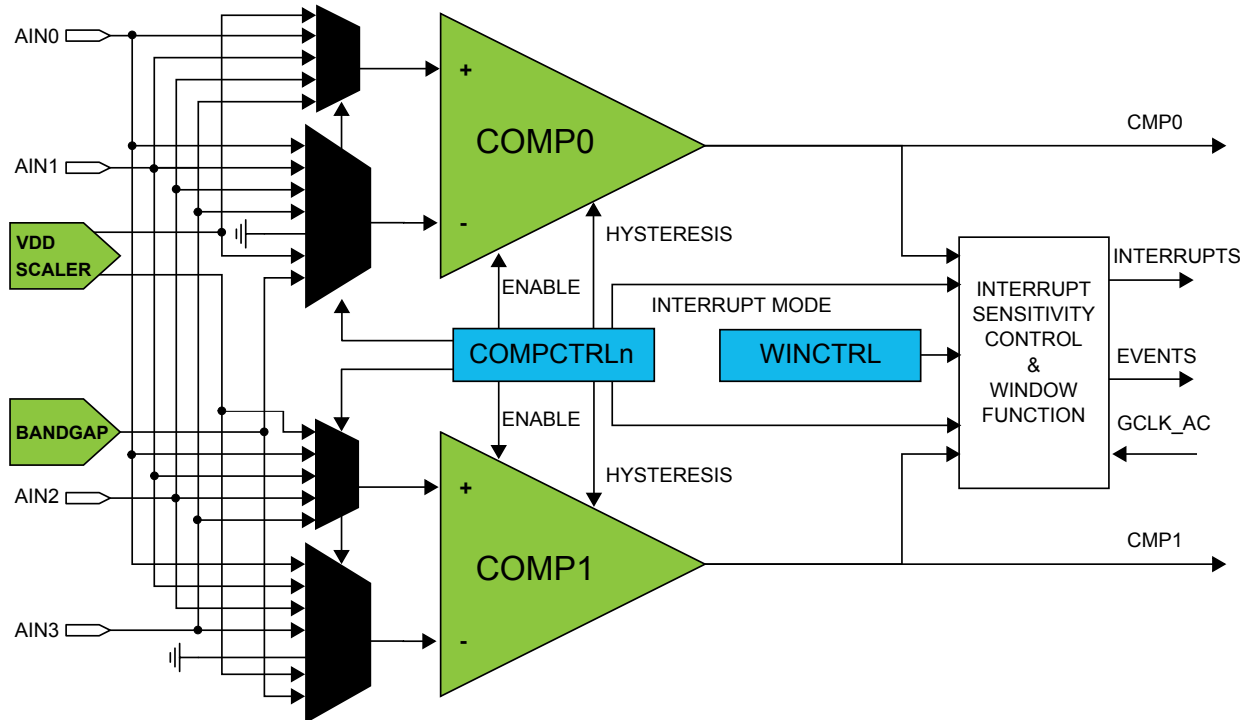 AIN0
+
COMP0
-
CMP0
AIN1
VDD
SCALER
HYSTERESIS
ENABLE
INTERRUPT MODE
INTERRUPTS
INTERRUPT
SENSITIVITY
CONTROL
&
WINDOW
FUNCTION
COMPCTRLn
WINCTRL
EVENTS
BANDGAP
ENABLE
GCLK_AC
HYSTERESIS
AIN2
+
COMP1
-
CMP1
AIN3